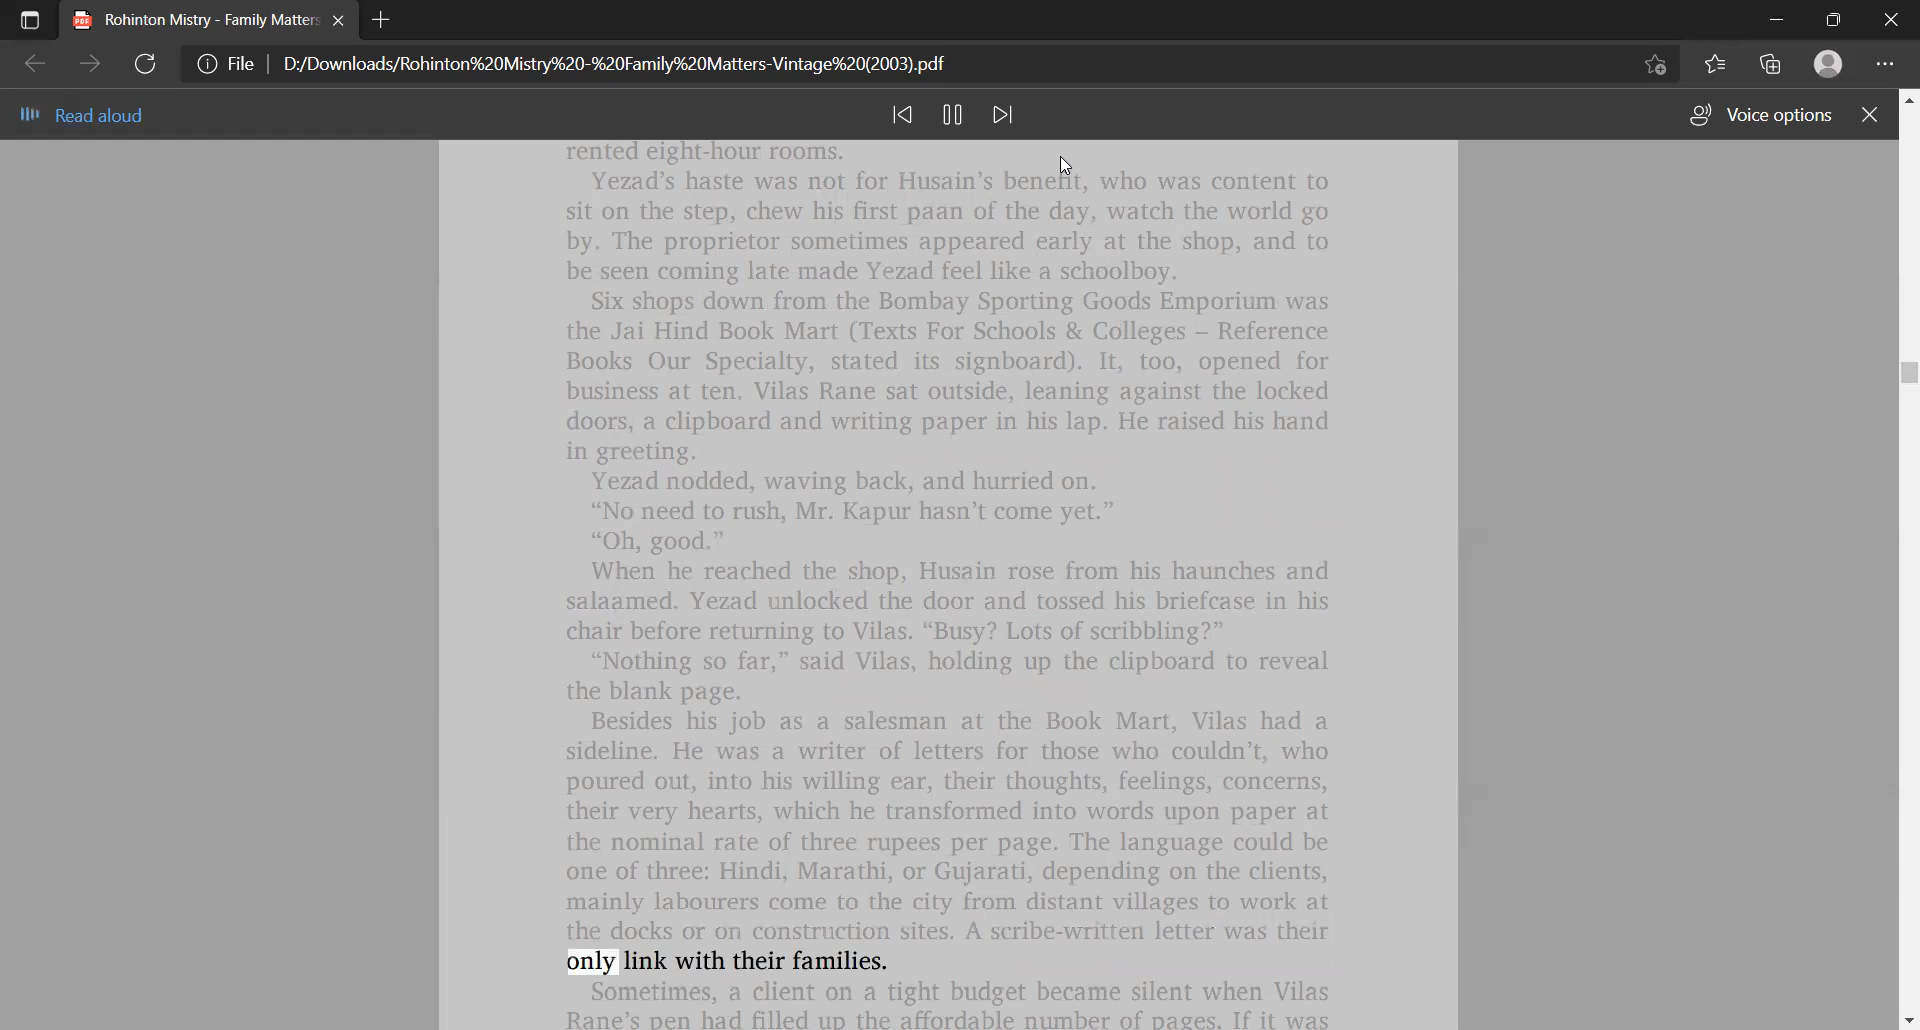 Rohinton Mistry - Family Matters
File D:/Downloads/Rohinton%20Mistry%20-%20Family%20Matters-Vintage%20(2003).pdf
Read aloud Voice options
rented eight-hour rooms.
Yezad’s haste was not for Husain’s benefit, who was content to
sit on the step, chew his first paan of the day, watch the world go
by. The proprietor sometimes appeared early at the shop, and to
be seen coming late made Yezad feel like a schoolboy.
Six shops down from the Bombay Sporting Goods Emporium was
the Jai Hind Book Mart (Texts For Schools & Colleges – Reference
Books Our Specialty, stated its signboard). It, too, opened for
business at ten. Vilas Rane sat outside, leaning against the locked
doors, a clipboard and writing paper in his lap. He raised his hand
in greeting.
Yezad nodded, waving back, and hurried on.
“No need to rush, Mr. Kapur hasn’t come yet.”
“Oh, good.”
When he reached the shop, Husain rose from his haunches and
salaamed. Yezad unlocked the door and tossed his briefcase in his
chair before returning to Vilas. “Busy? Lots of scribbling?”
“Nothing so far,” said Vilas, holding up the clipboard to reveal
the blank page.
Besides his job as a salesman at the Book Mart, Vilas had a
sideline. He was a writer of letters for those who couldn’t, who
poured out, into his willing ear, their thoughts, feelings, concerns,
their very hearts, which he transformed into words upon paper at
the nominal rate of three rupees per page. The language could be
one of three: Hindi, Marathi, or Gujarati, depending on the clients,
mainly labourers come to the city from distant villages to work at
the docks or on construction sites. A scribe-written letter was their
only link with their families.
Sometimes, a client on a tight budget became silent when Vilas
Rane’s pen had filled up the affordable number of pages. If it was